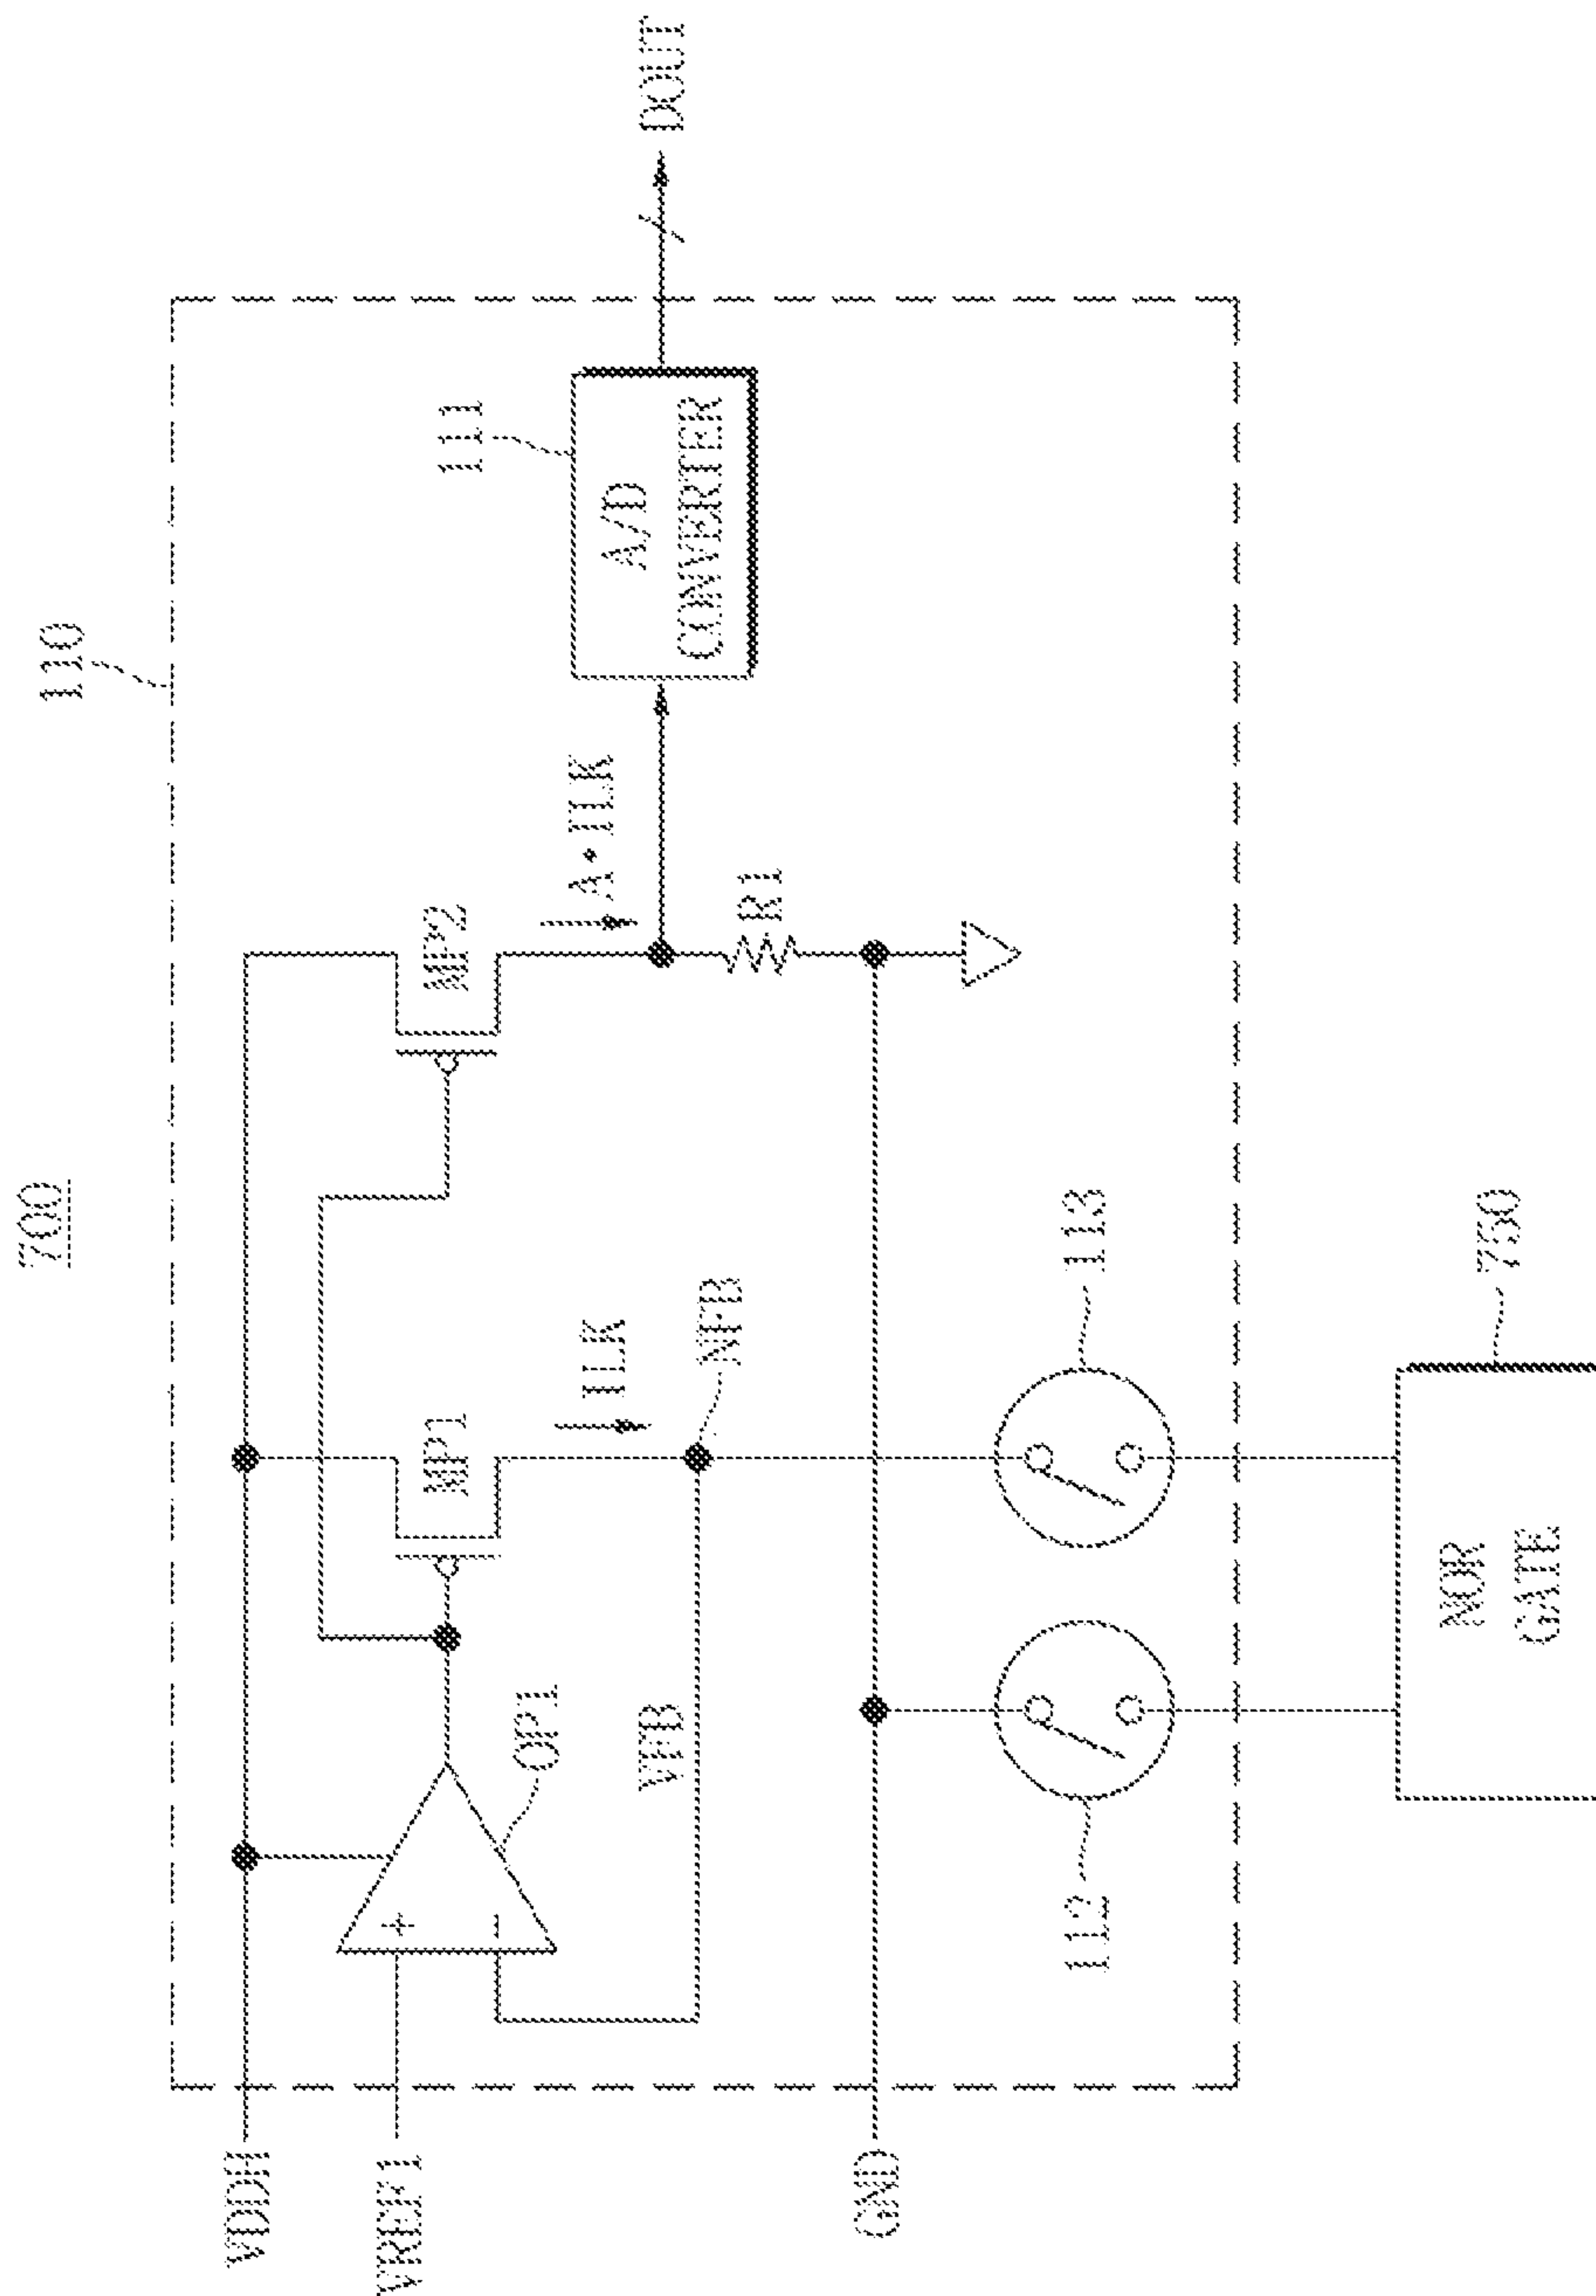 700
110
VDDH
VREF1
GND
+
-
OP1
VFB
MP1
ILK
NFB
MP2
A•ILK
R1
111
A/D
CONVERTER
DOUT
112
113
NOR
GATE
750